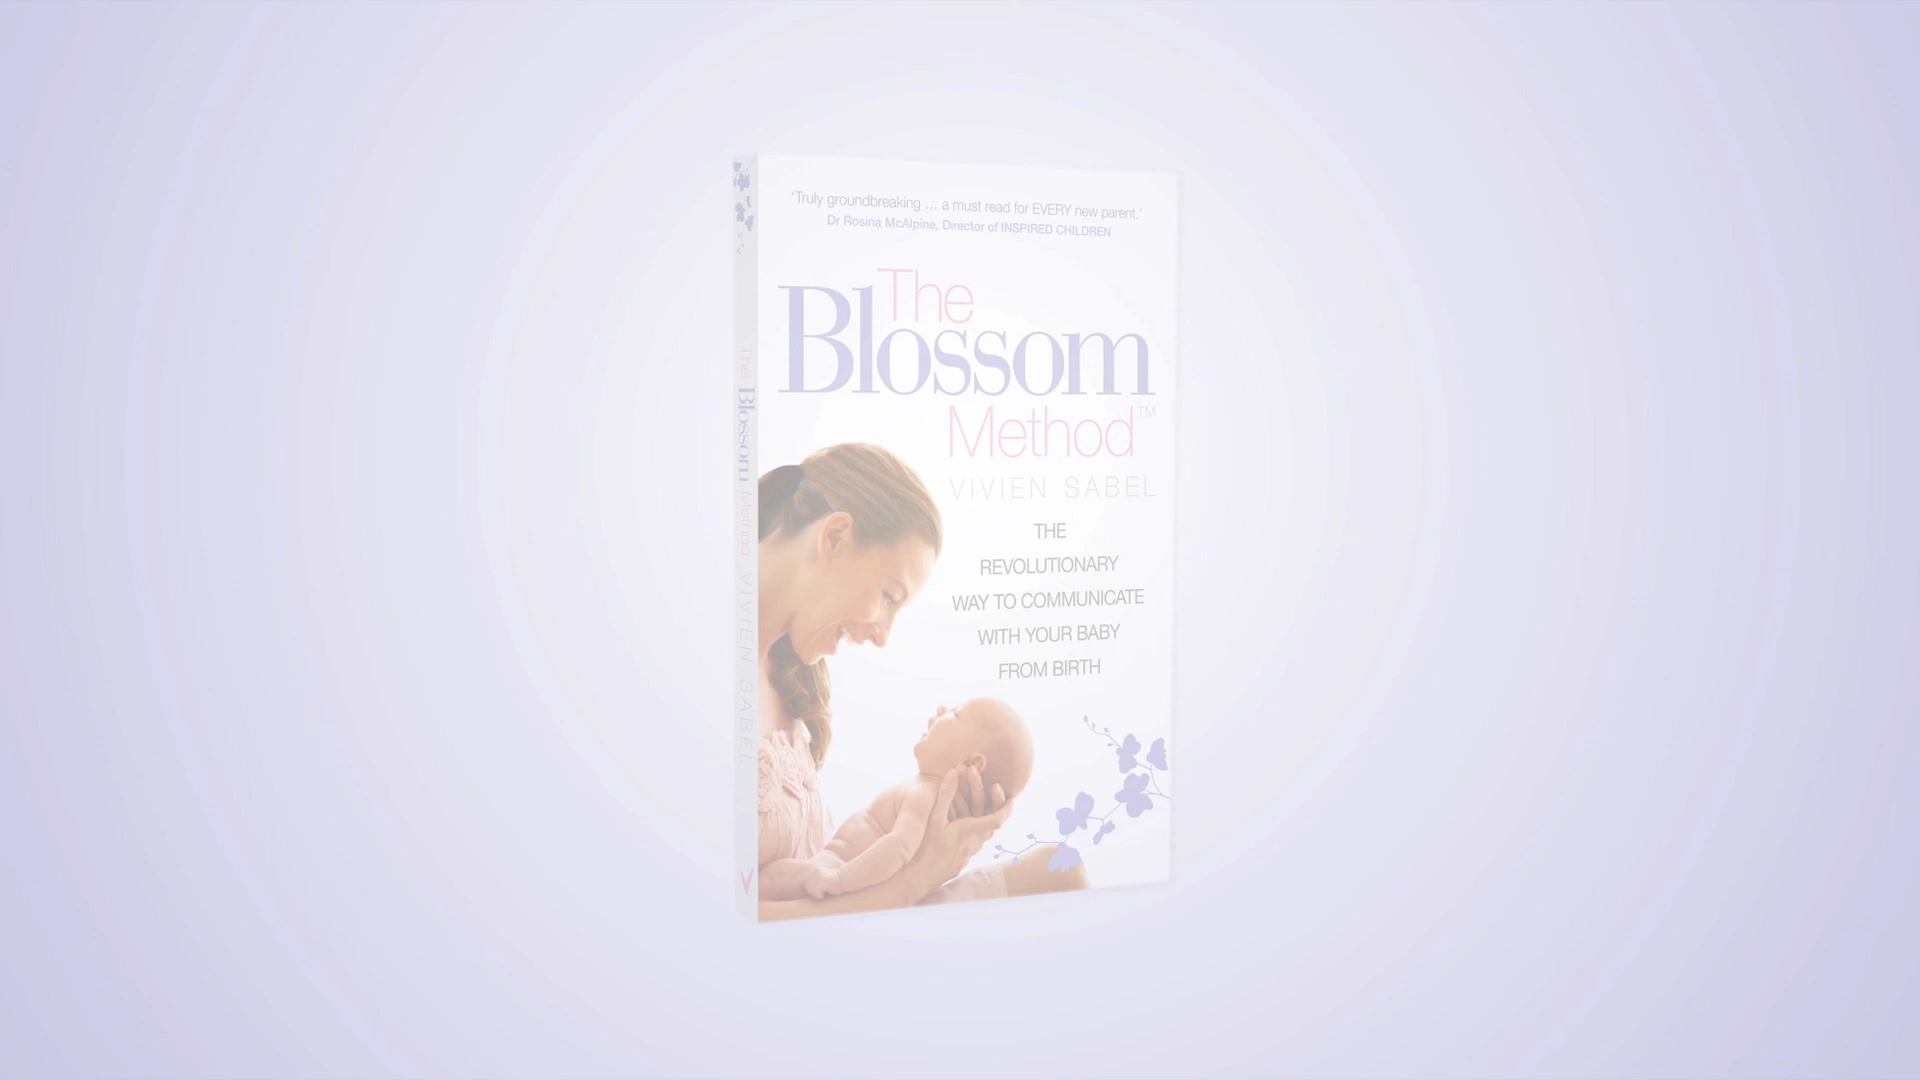 'Truly groundbreaking ... a must read for EVERY new parent.'
Dr Rosina McAlpine, Director of INSPIRED CHILDREN
The
Blossom
Method™
VIVIEN SABEL
THE
REVOLUTIONARY
WAY TO COMMUNICATE
WITH YOUR BABY
FROM BIRTH
The Blossom Method VIVIEN SABEL